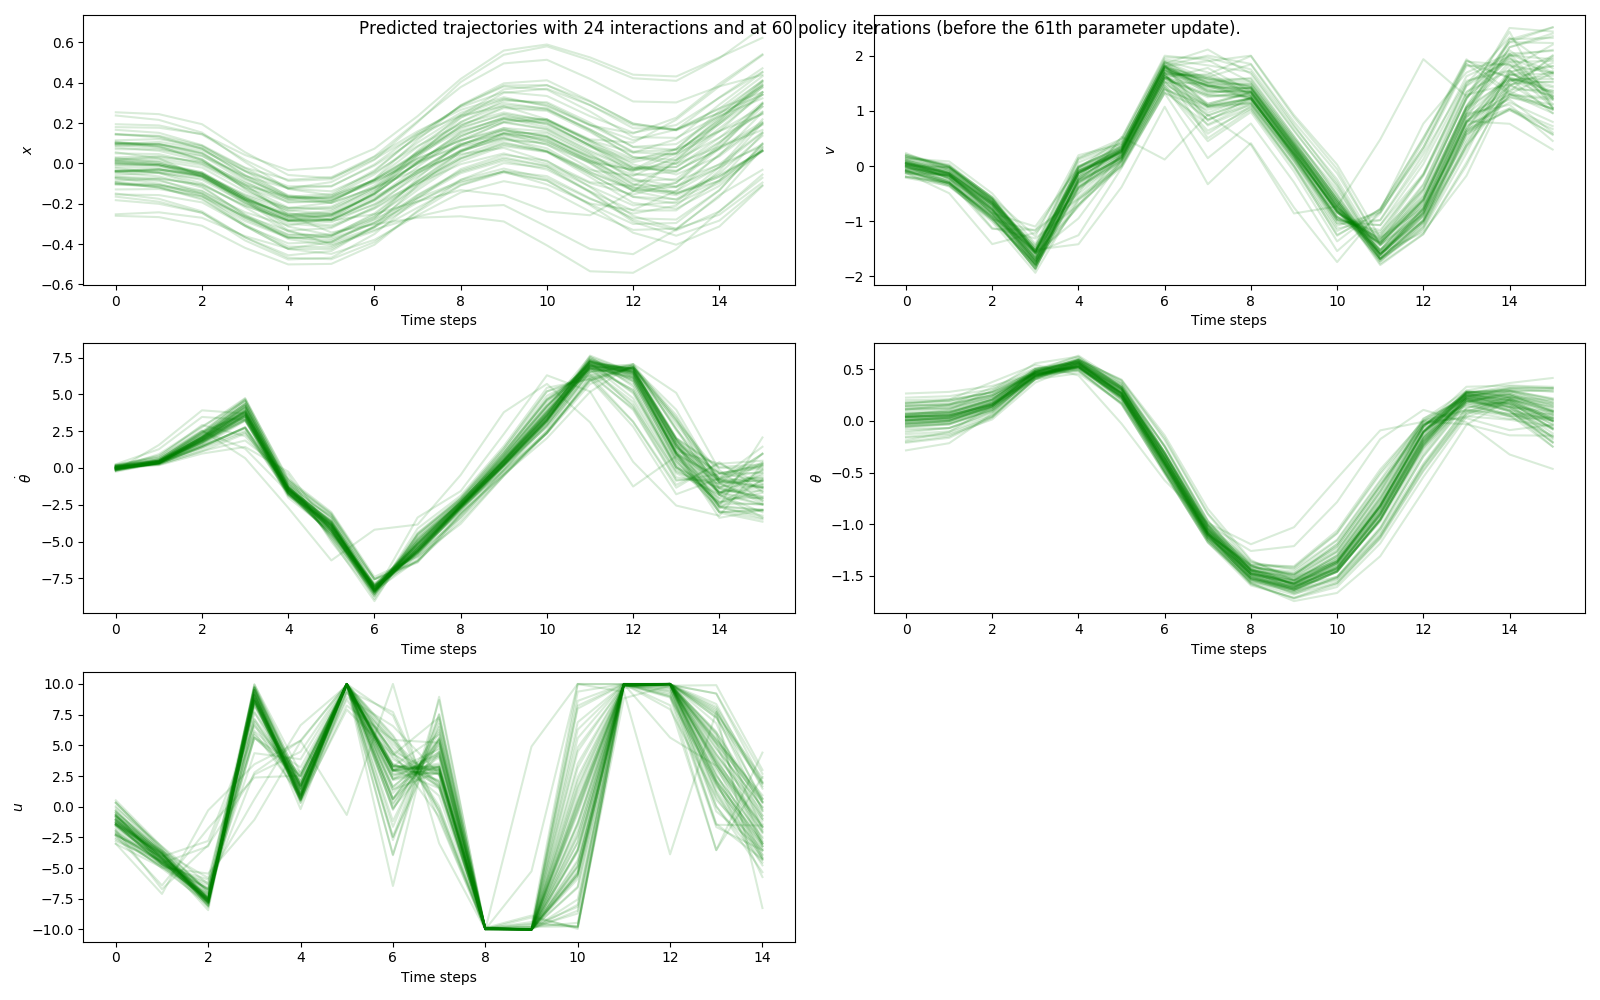 Predicted trajectories with 24 interactions and at 60 policy iterations (before the 61th parameter update).
x
0.6
0.4
0.2
0.0
−0.2
−0.4
−0.6
0 2 4 6 8 10 12 14
Time steps
v
2
1
0
−1
−2
0 2 4 6 8 10 12 14
Time steps
θ̇
7.5
5.0
2.5
0.0
−2.5
−5.0
−7.5
0 2 4 6 8 10 12 14
Time steps
θ
0.5
0.0
−0.5
−1.0
−1.5
0 2 4 6 8 10 12 14
Time steps
u
10.0
7.5
5.0
2.5
0.0
−2.5
−5.0
−7.5
−10.0
0 2 4 6 8 10 12 14
Time steps